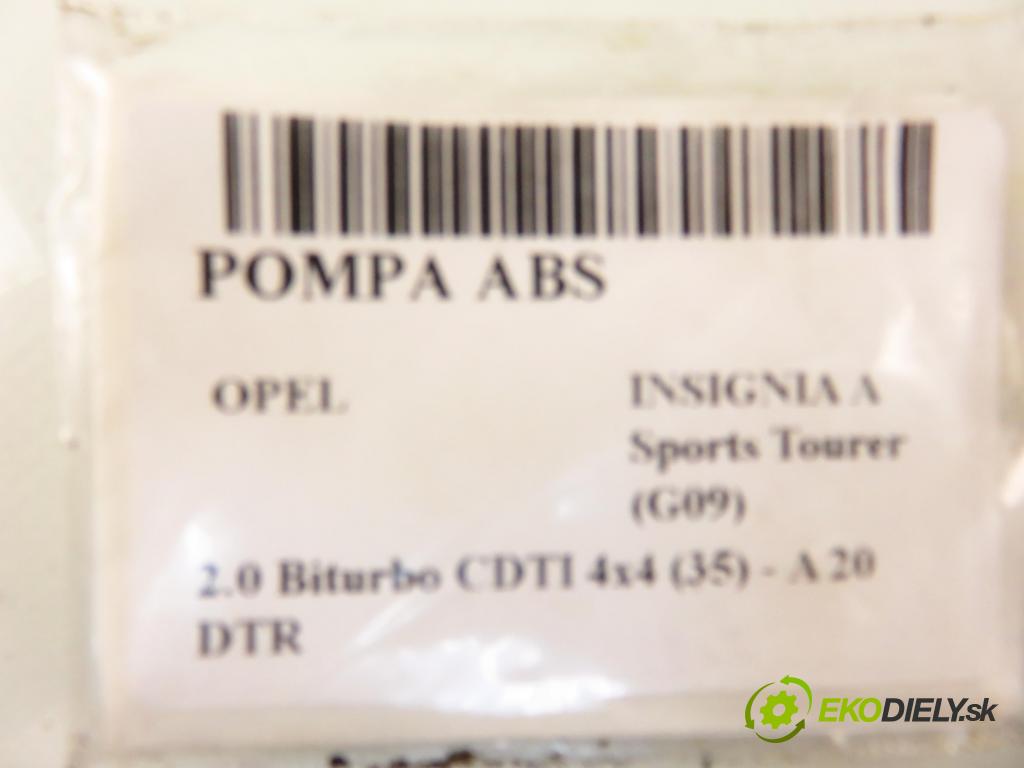 POMPA ABS
OPEL
INSIGNIA A
Sports Tourer
(G09)
2.0 Biturbo CDTI 4x4 (35) - A 20
DTR
EKODIELY.sk